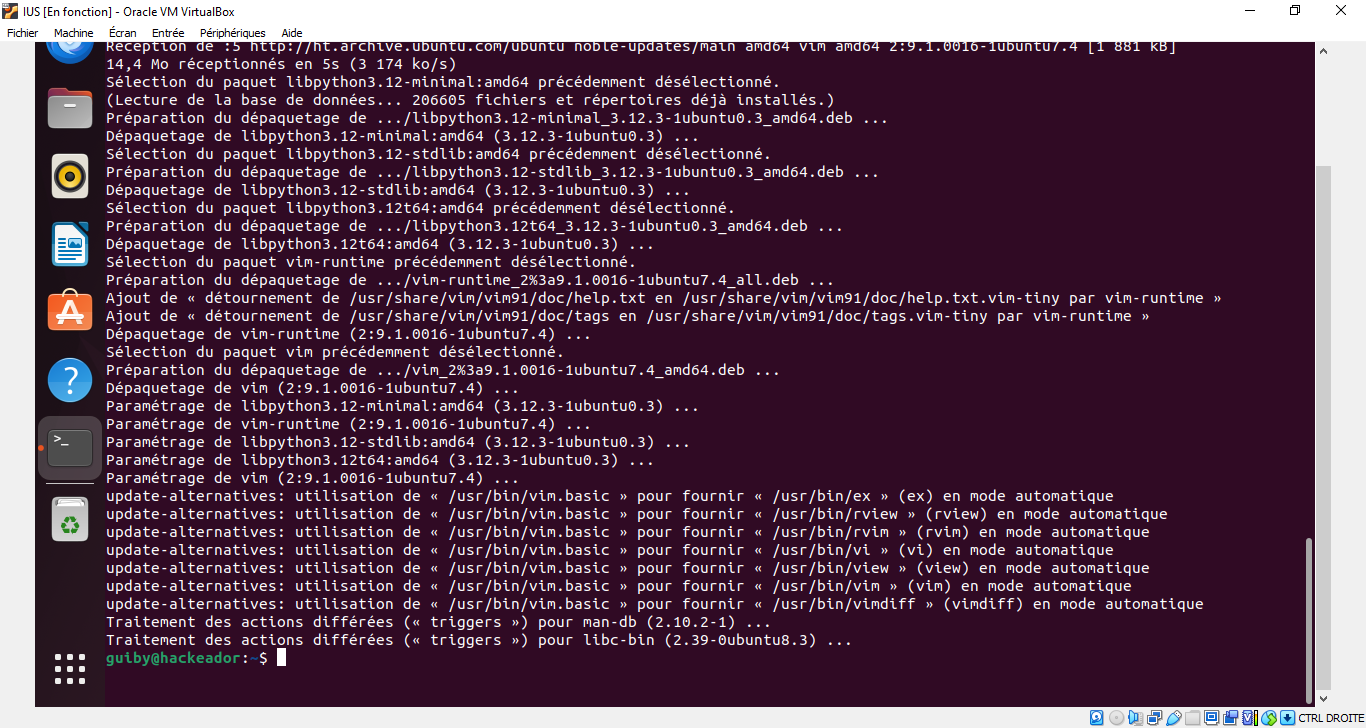 IUS [En fonction] - Oracle VM VirtualBox
Fichier Machine Écran Entrée Périphériques Aide
Réception de :5 http://ht.archive.ubuntu.com/ubuntu noble-updates/main amd64 vim amd64 2:9.1.0016-1ubuntu7.4 [1 881 kB]
14,4 Mo réceptionnés en 5s (3 174 ko/s)
Sélection du paquet libpython3.12-minimal:amd64 précédemment désélectionné.
(Lecture de la base de données... 206605 fichiers et répertoires déjà installés.)
Préparation du dépaquetage de .../libpython3.12-minimal_3.12.3-1ubuntu0.3_amd64.deb ...
Dépaquetage de libpython3.12-minimal:amd64 (3.12.3-1ubuntu0.3) ...
Sélection du paquet libpython3.12-stdlib:amd64 précédemment désélectionné.
Préparation du dépaquetage de .../libpython3.12-stdlib_3.12.3-1ubuntu0.3_amd64.deb ...
Dépaquetage de libpython3.12-stdlib:amd64 (3.12.3-1ubuntu0.3) ...
Sélection du paquet libpython3.12t64:amd64 précédemment désélectionné.
Préparation du dépaquetage de .../libpython3.12t64_3.12.3-1ubuntu0.3_amd64.deb ...
Dépaquetage de libpython3.12t64:amd64 (3.12.3-1ubuntu0.3) ...
Sélection du paquet vim-runtime précédemment désélectionné.
Préparation du dépaquetage de .../vim-runtime_2%3a9.1.0016-1ubuntu7.4_all.deb ...
Ajout de « détournement de /usr/share/vim/vim91/doc/help.txt en /usr/share/vim/vim91/doc/help.txt.vim-tiny par vim-runtime »
Ajout de « détournement de /usr/share/vim/vim91/doc/tags en /usr/share/vim/vim91/doc/tags.vim-tiny par vim-runtime »
Dépaquetage de vim-runtime (2:9.1.0016-1ubuntu7.4) ...
Sélection du paquet vim précédemment désélectionné.
Préparation du dépaquetage de .../vim_2%3a9.1.0016-1ubuntu7.4_amd64.deb ...
Dépaquetage de vim (2:9.1.0016-1ubuntu7.4) ...
Paramétrage de libpython3.12-minimal:amd64 (3.12.3-1ubuntu0.3) ...
Paramétrage de vim-runtime (2:9.1.0016-1ubuntu7.4) ...
Paramétrage de libpython3.12-stdlib:amd64 (3.12.3-1ubuntu0.3) ...
Paramétrage de libpython3.12t64:amd64 (3.12.3-1ubuntu0.3) ...
Paramétrage de vim (2:9.1.0016-1ubuntu7.4) ...
update-alternatives: utilisation de « /usr/bin/vim.basic » pour fournir « /usr/bin/ex » (ex) en mode automatique
update-alternatives: utilisation de « /usr/bin/vim.basic » pour fournir « /usr/bin/rview » (rview) en mode automatique
update-alternatives: utilisation de « /usr/bin/vim.basic » pour fournir « /usr/bin/rvim » (rvim) en mode automatique
update-alternatives: utilisation de « /usr/bin/vim.basic » pour fournir « /usr/bin/vi » (vi) en mode automatique
update-alternatives: utilisation de « /usr/bin/vim.basic » pour fournir « /usr/bin/view » (view) en mode automatique
update-alternatives: utilisation de « /usr/bin/vim.basic » pour fournir « /usr/bin/vim » (vim) en mode automatique
update-alternatives: utilisation de « /usr/bin/vim.basic » pour fournir « /usr/bin/vimdiff » (vimdiff) en mode automatique
Traitement des actions différées (« triggers ») pour man-db (2.10.2-1) ...
Traitement des actions différées (« triggers ») pour libc-bin (2.39-0ubuntu8.3) ...
guiby@hackeador:~$
CTRL DROITE